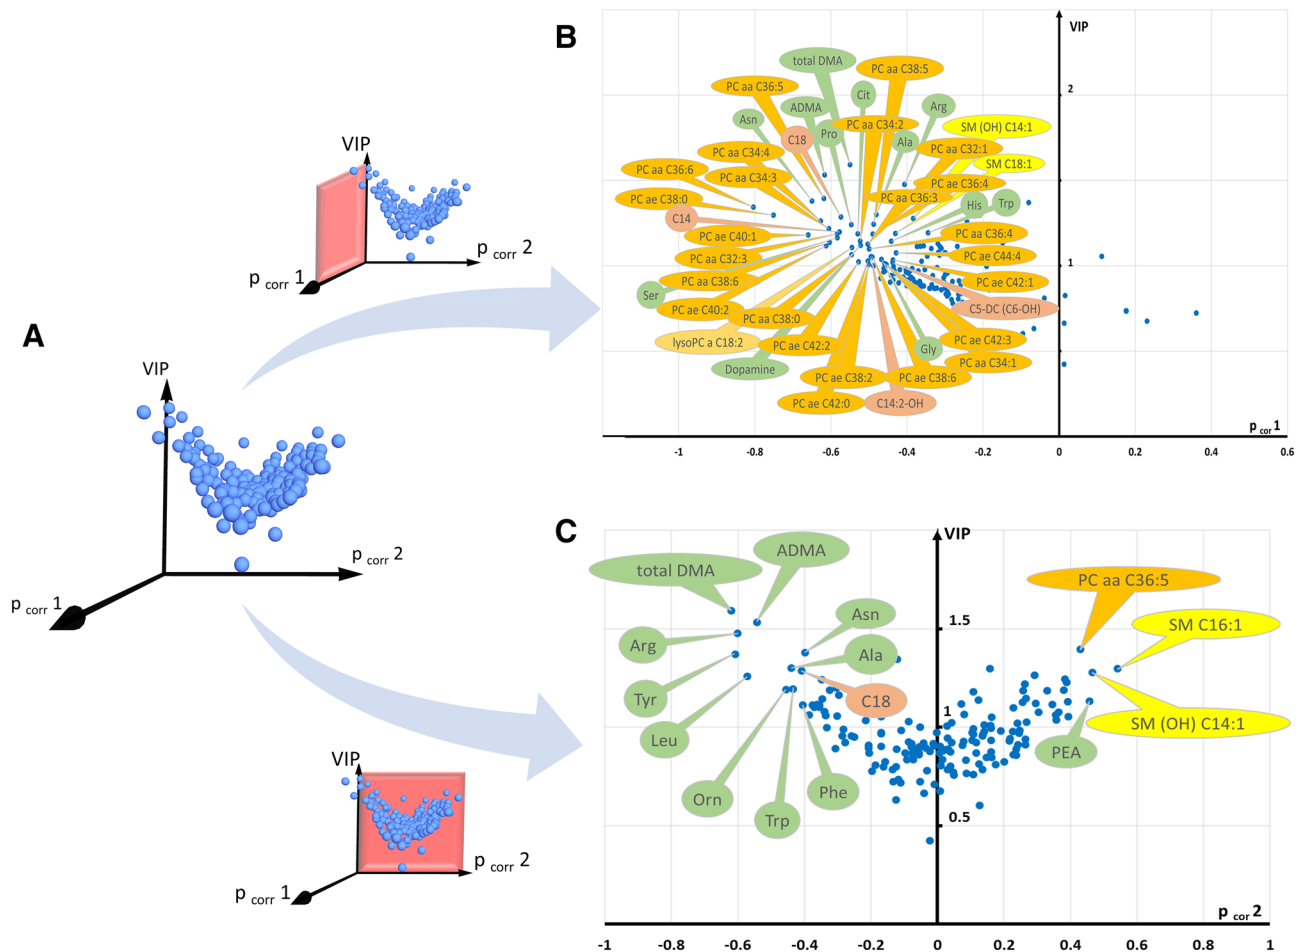 A
VIP
p corr 2
p corr 1
VIP
p corr 2
p corr 1
VIP
p corr 2
p corr 1
B
VIP
2
1
total DMA
PC aa C38:5
PC aa C36:5
Cit
ADMA
Arg
Asn
PC aa C34:2
SM (OH) C14:1
C18
Pro
Ala
PC aa C32:1
PC aa C34:4
SM C18:1
PC aa C36:6
PC aa C34:3
PC ae C36:4
PC ae C38:0
PC aa C36:3
His
Trp
C14
PC ae C40:1
PC aa C36:4
PC aa C32:3
PC ae C44:4
PC aa C38:6
PC ae C42:1
Ser
PC ae C40:2
PC aa C38:0
C5-DC (C6-OH)
lysoPC a C18:2
PC ae C42:2
Gly
PC ae C42:3
Dopamine
PC aa C34:1
PC ae C38:2
PC ae C38:6
PC ae C42:0
C14:2-OH
p cor 1
-1 -0.8 -0.6 -0.4 -0.2 0 0.2 0.4 0.6
C
VIP
1.5
1
0.5
ADMA
total DMA
PC aa C36:5
Asn
SM C16:1
Arg
Ala
Tyr
C18
SM (OH) C14:1
Leu
PEA
Orn
Phe
Trp
p cor 2
-1 -0.8 -0.6 -0.4 -0.2 0 0.2 0.4 0.6 0.8 1